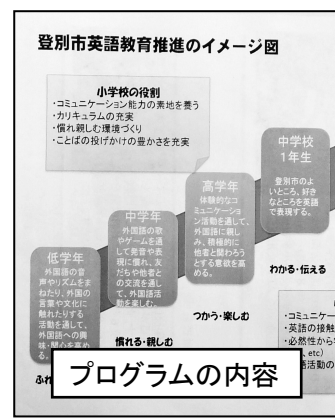 登別市英語教育推進のイメージ図
小学校の役割
・コミュニケーション能力の素地を養う
・カリキュラムの充実
・慣れ親しむ環境づくり
・ことばの投げかけの豊かさを充実
中学校
1年生
登別市のよ
いところ、好き
なところを英語
で表現する。
高学年
体験的なコ
ミュニケーショ
ン活動を通して、
外国語に親し
み、積極的に
他者と関わろう
とする意欲を高
める。
中学年
外国語の歌
やゲームを通
して発音や表
現に慣れ、友
だちや他者と
の交流を通し
て、外国語活
動を楽しむ。
低学年
外国語の音
声やリズムをま
ねたり、外国の
言葉や文化に
触れたりする
活動を通して、
外国語への興
味・関心を高め
る。
わかる・伝える
つかう・楽しむ
慣れる・親しむ
ふれ
・コミュニケー
・英語の接触
・必然性から
、etc)
語活動の
プログラムの内容